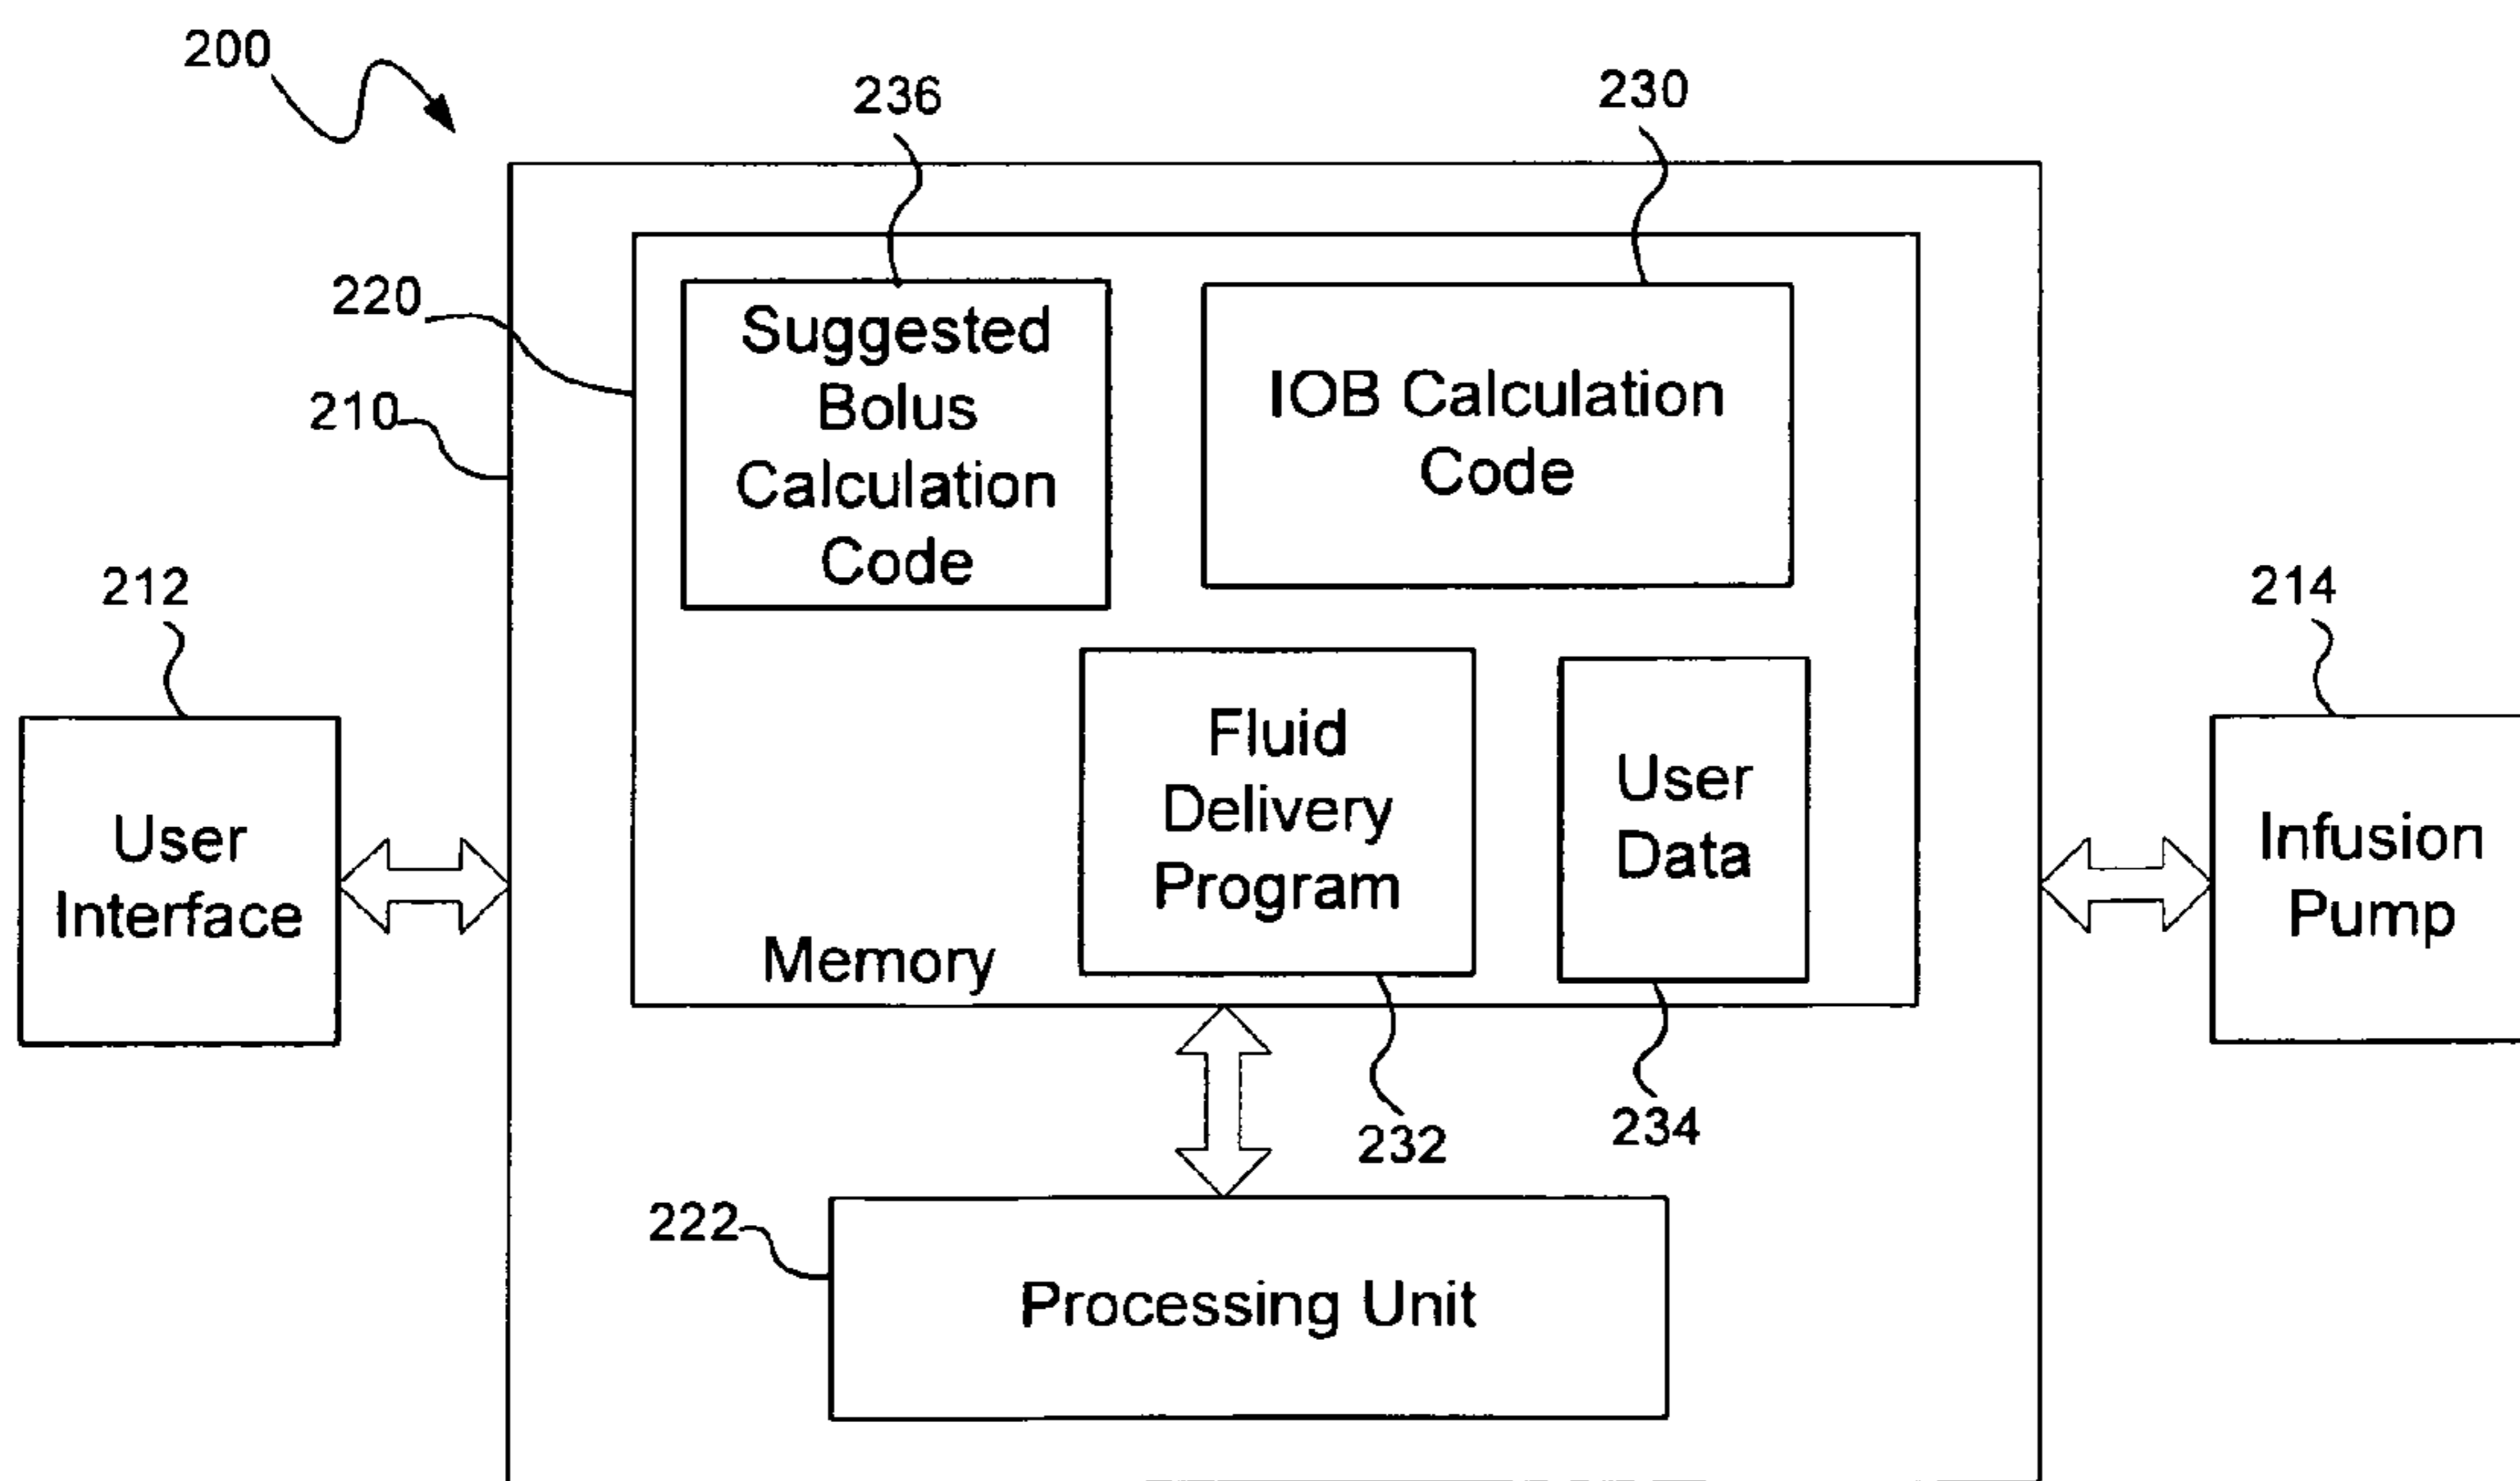 200
236
230
220
210
Suggested
Bolus
Calculation
Code
IOB Calculation
Code
212
214
User
Interface
Fluid
Delivery
Program
User
Data
Infusion
Pump
Memory
232
234
222
Processing Unit